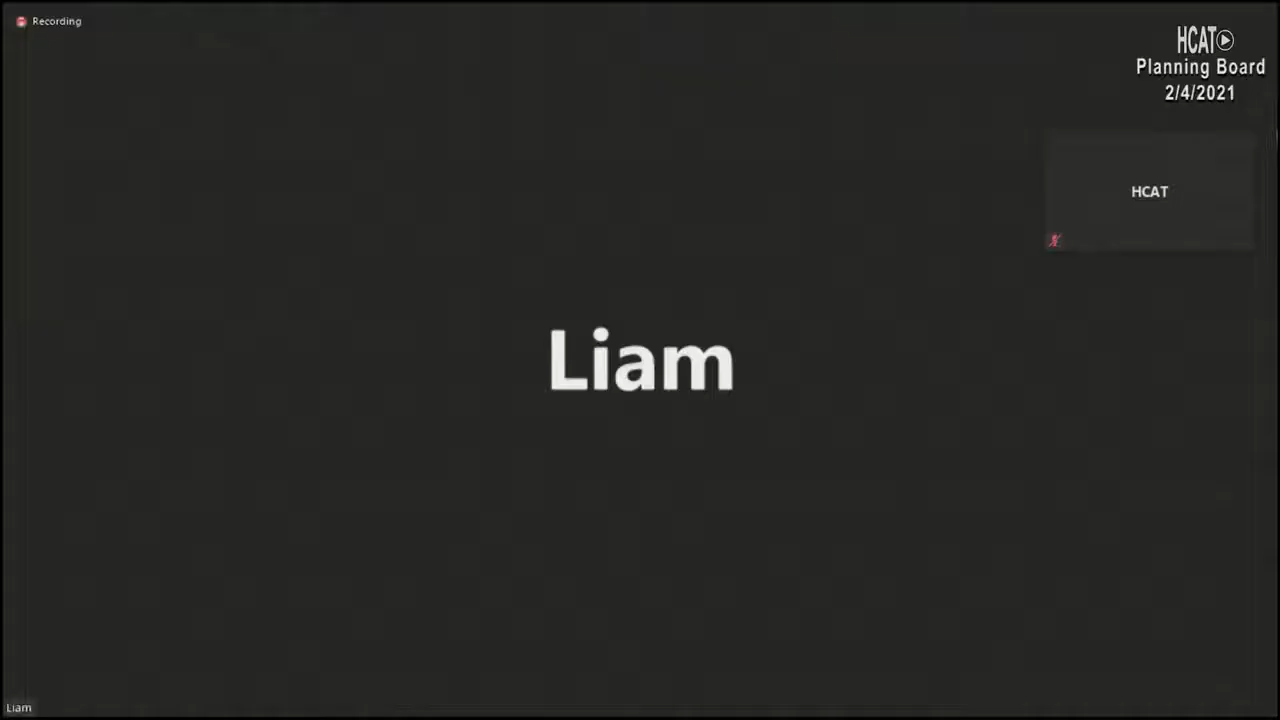 Recording
HCAT
Planning Board
2/4/2021
HCAT
Liam
Liam